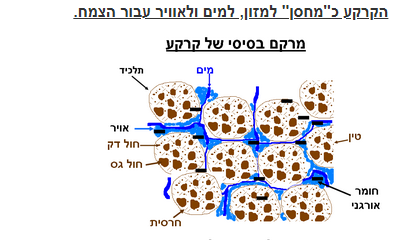 הקרקע כ"מחסן" למזון, למים ולאוויר עבור הצמח.
מרקם בסיסי של קרקע
תלכיד
מים
אויר
חול דק
חול גס
טין
חומר
אורגני
חרסית